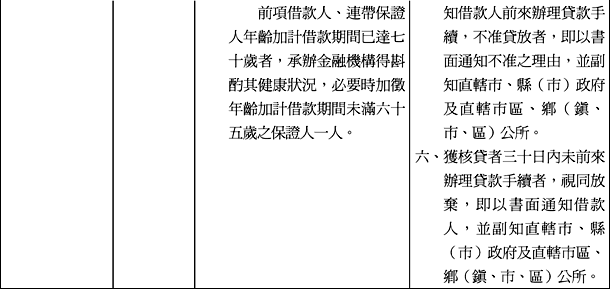 前項借款人、連帶保證
人年齡加計借款期間已達七
十歲者，承辦金融機構得斟
酌其健康狀況，必要時加徵
年齡加計借款期間未滿六十
五歲之保證人一人。
知借款人前來辦理貸款手
續，不准貸放者，即以書
面通知不准之理由，並副
知直轄市、縣（市）政府
及直轄市區、鄉（鎮、
市、區）公所。
六、獲核貸者三十日內未前來
辦理貸款手續者，視同放
棄，即以書面通知借款
人，並副知直轄市、縣
（市）政府及直轄市區、
鄉（鎮、市、區）公所。